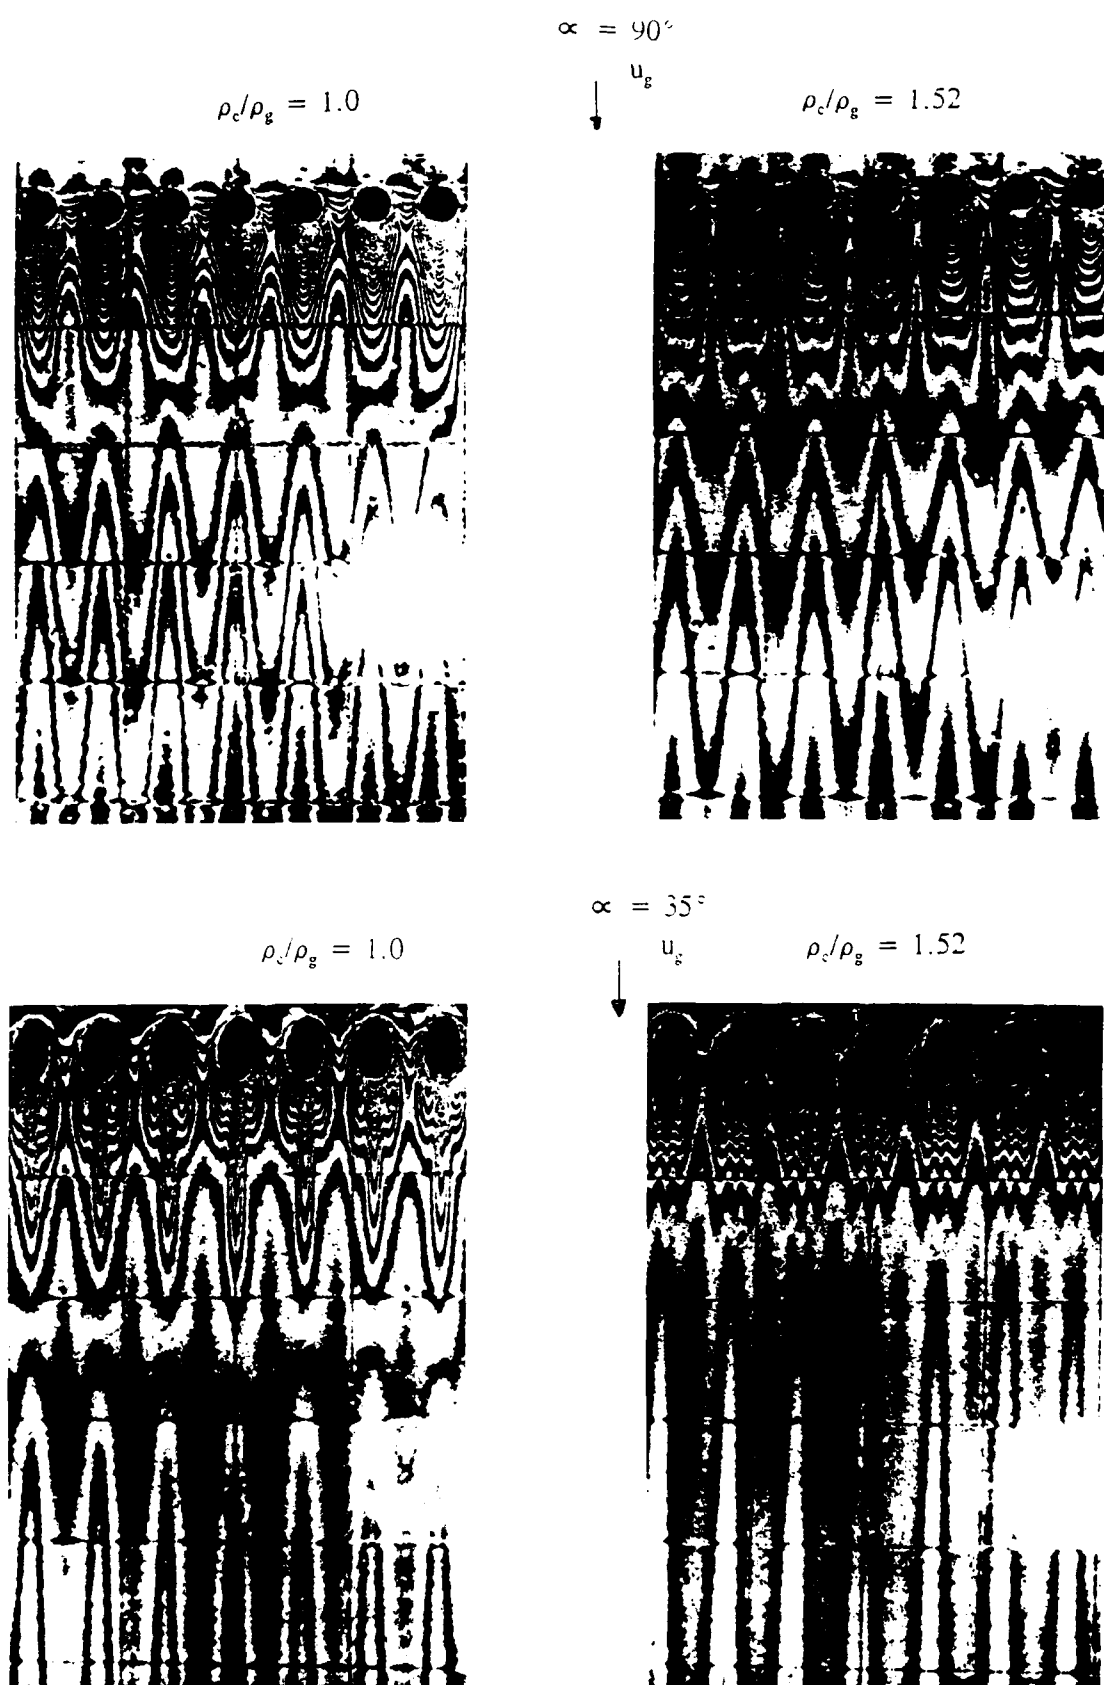 ∝ = 90°
u_g
ρ_c/ρ_g = 1.0
ρ_c/ρ_g = 1.52
∝ = 35°
ρ_c/ρ_g = 1.0
u_g
ρ_c/ρ_g = 1.52